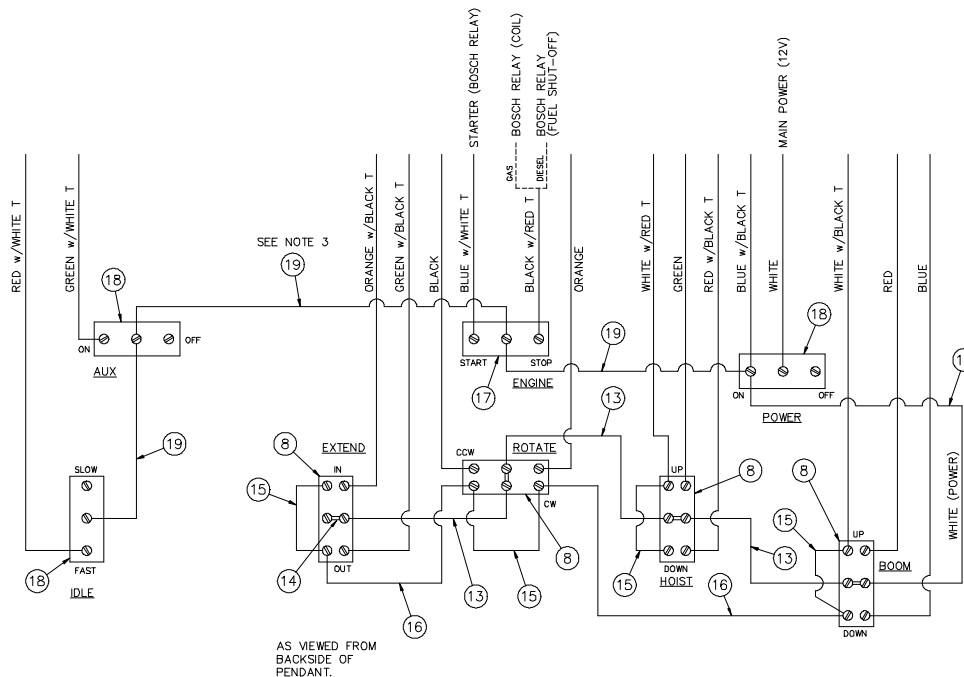 STARTER (BOSCH RELAY)
BOSCH RELAY (COIL)
BOSCH RELAY
(FUEL SHUT-OFF)
MAIN POWER (12V)
GAS
DIESEL
RED w/WHITE T
GREEN w/WHITE T
ORANGE w/BLACK T
GREEN w/BLACK T
BLACK
BLUE w/WHITE T
BLACK w/RED T
ORANGE
WHITE w/RED T
GREEN
RED w/BLACK T
BLUE w/BLACK T
WHITE
WHITE w/BLACK T
RED
BLUE
SEE NOTE 3
19
18
ON
OFF
AUX
START
STOP
17
ENGINE
19
18
ON
OFF
POWER
WHITE (POWER)
13
SLOW
19
18
FAST
IDLE
8
EXTEND
IN
15
14
OUT
16
13
CCW
ROTATE
CW
15
8
UP
8
15
DOWN
HOIST
13
16
8
UP
15
BOOM
DOWN
AS VIEWED FROM
BACKSIDE OF
PENDANT.